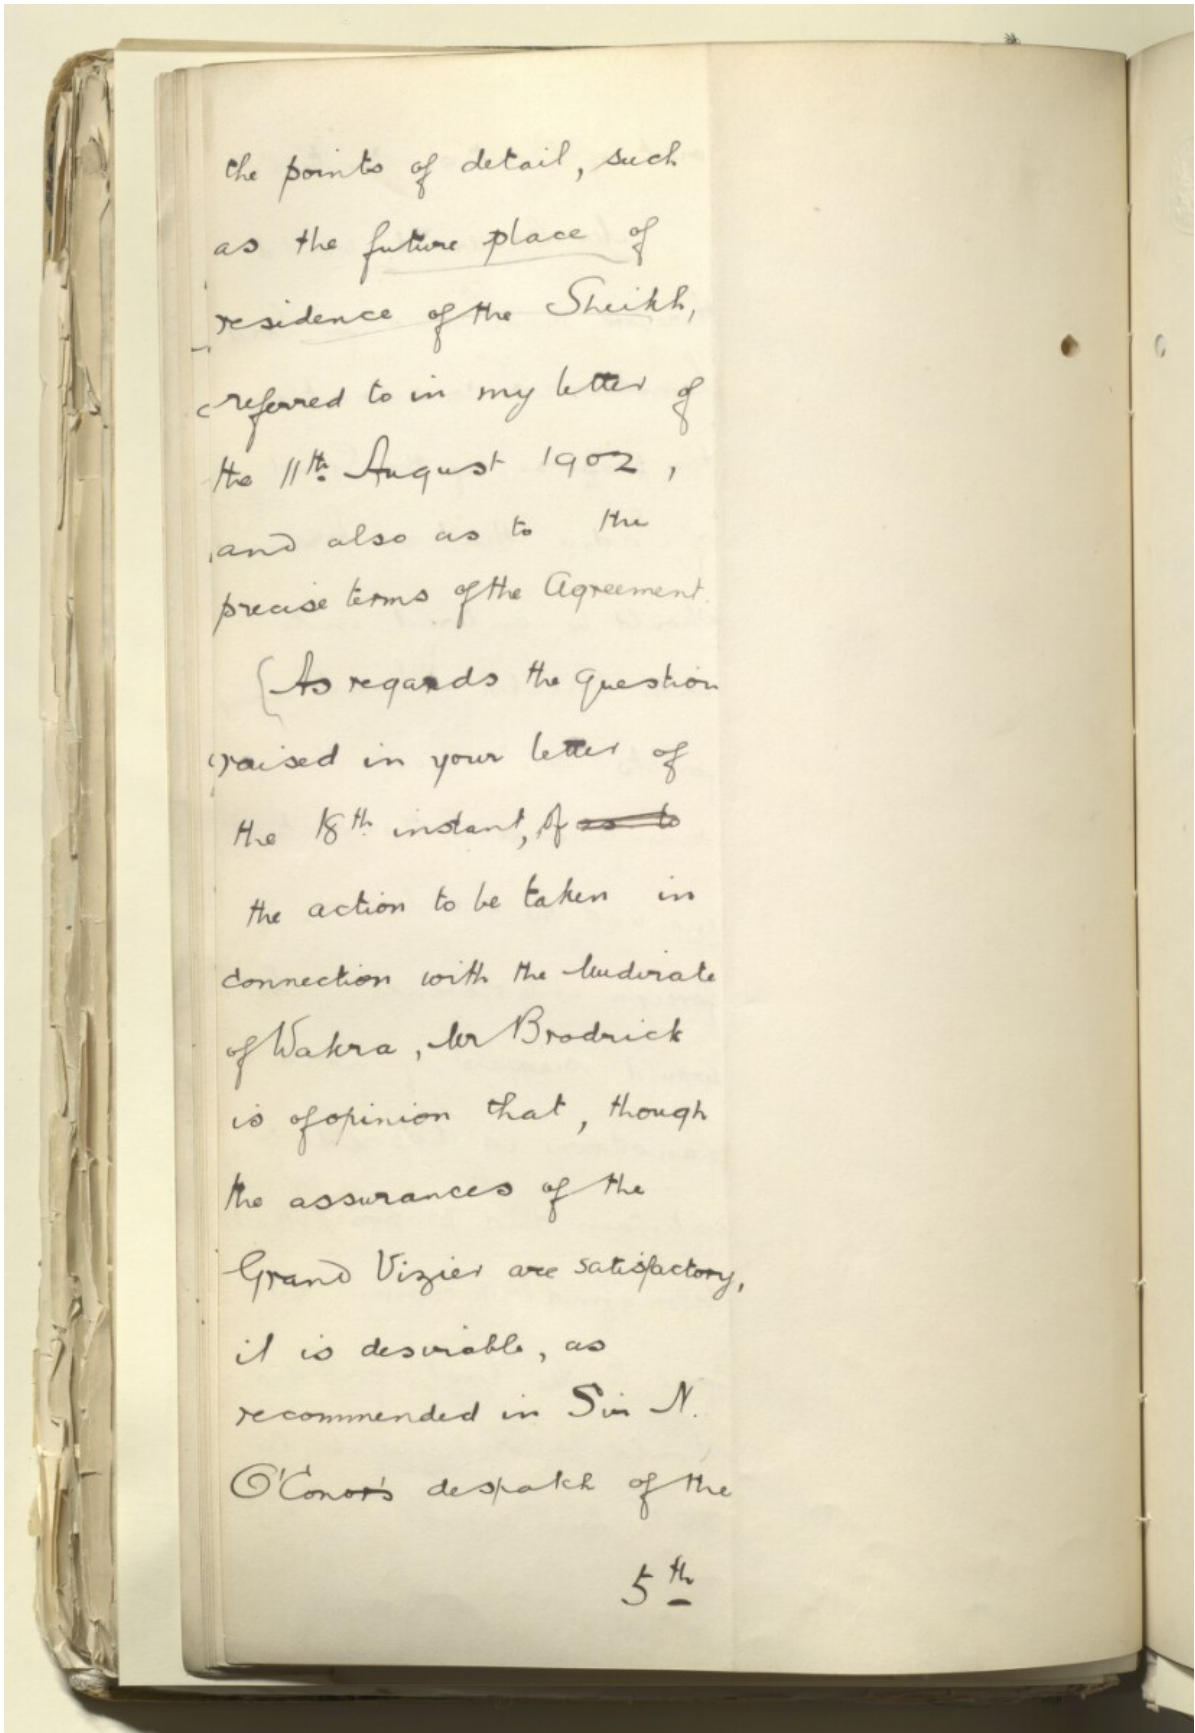 the points of detail, such
as the future place of
residence of the Sheikh,
referred to in my letter of
the 11th. August 1902,
and also as to the
precise terms of the Agreement.
(As regards the question
raised in your letter of
the 18th. instant, of as to
the action to be taken in
connection with the Mudirate
of Wakra, Mr Brodrick
is of opinion that, though
the assurances of the
Grand Vizier are satisfactory,
it is desirable, as
recommended in Sir N.
O'Conor's despatch of the
5th